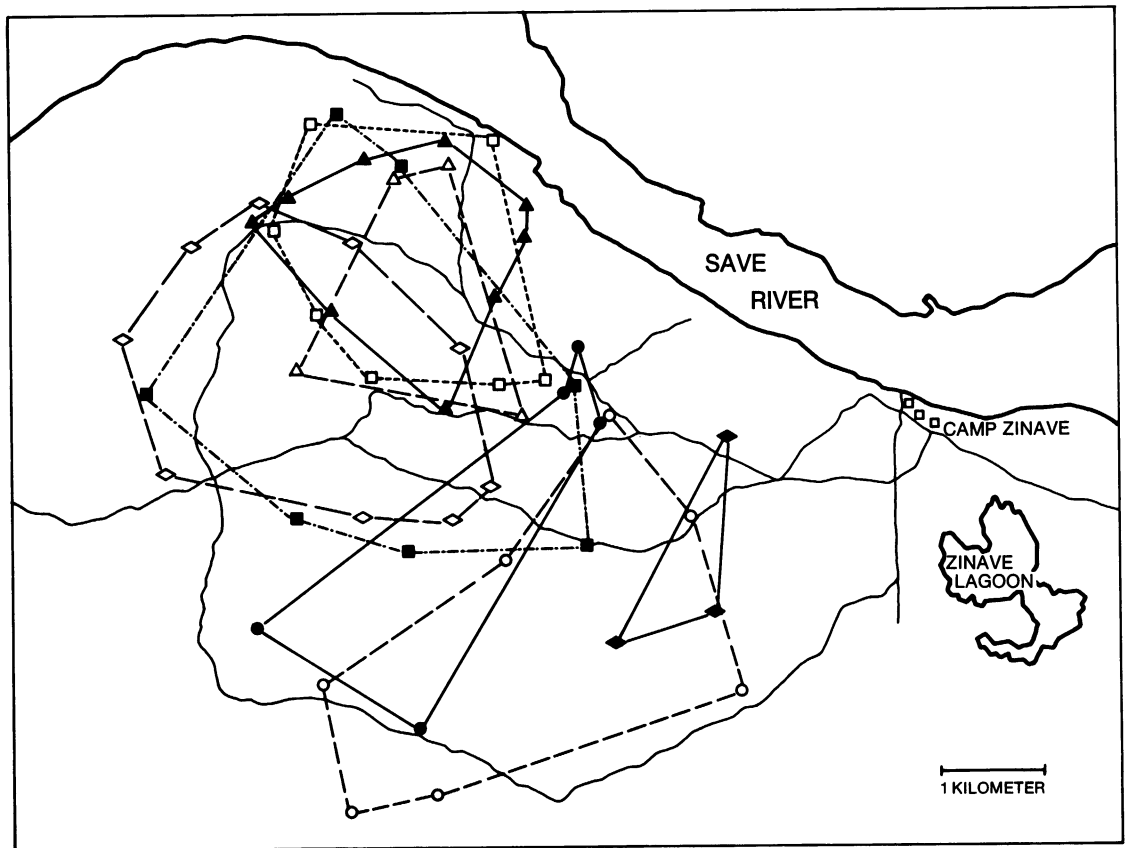 SAVE
RIVER
CAMP ZINAVE
ZINAVE
LAGOON
1 KILOMETER